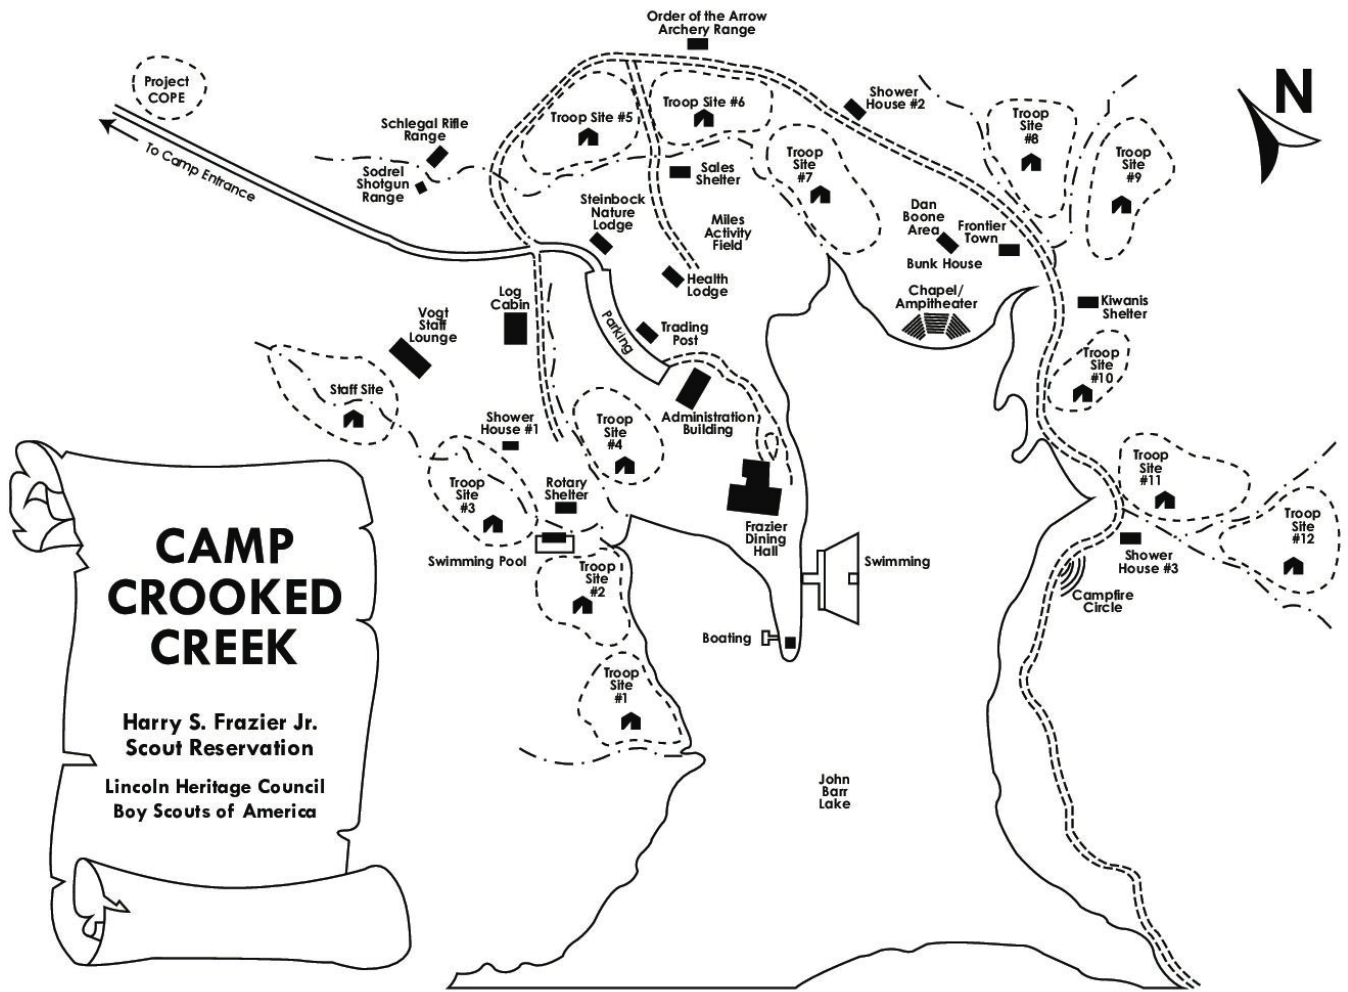 Order of the Arrow
Archery Range
Project
COPE
N
To Camp Entrance
Schlegal Rifle
Range
Sodrel
Shotgun
Range
Troop Site #5
Troop Site #6
Shower
House #2
Troop
Site
#8
Troop
Site
#9
Troop
Site
#7
Sales
Shelter
Steinbock
Nature
Lodge
Miles
Activity
Field
Dan
Boone
Area
Frontier
Town
Bunk House
Health
Lodge
Chapel/
Ampitheater
Kiwanis
Shelter
Log
Cabin
Vogt
Staff
Lounge
Parking
Trading
Post
Troop
Site
#10
Staff Site
Administration
Building
Shower
House #1
Troop
Site
#4
Troop
Site
#3
Rotary
Shelter
Troop
Site
#11
Troop
Site
#12
Frazier
Dining
Hall
Swimming Pool
Swimming
Shower
House #3
Troop
Site
#2
Campfire
Circle
Boating
Troop
Site
#1
John
Barr
Lake
CAMP
CROOKED
CREEK
Harry S. Frazier Jr.
Scout Reservation
Lincoln Heritage Council
Boy Scouts of America